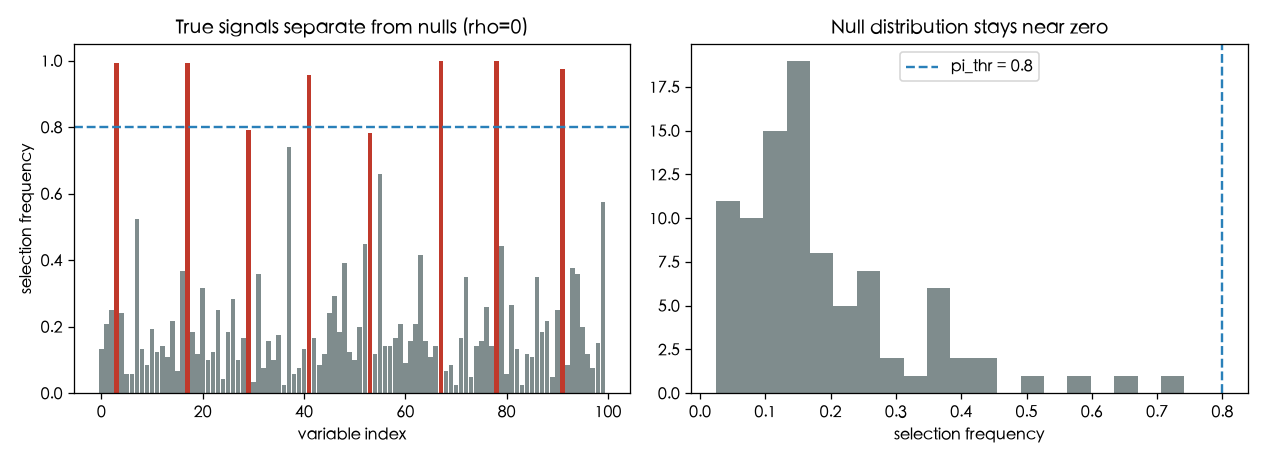 True signals separate from nulls (rho=0)
1.0
0.8
0.6
0.4
0.2
0.0
selection frequency
0 20 40 60 80 100
variable index
Null distribution stays near zero
pi_thr = 0.8
17.5
15.0
12.5
10.0
7.5
5.0
2.5
0.0
0.0 0.1 0.2 0.3 0.4 0.5 0.6 0.7 0.8
selection frequency